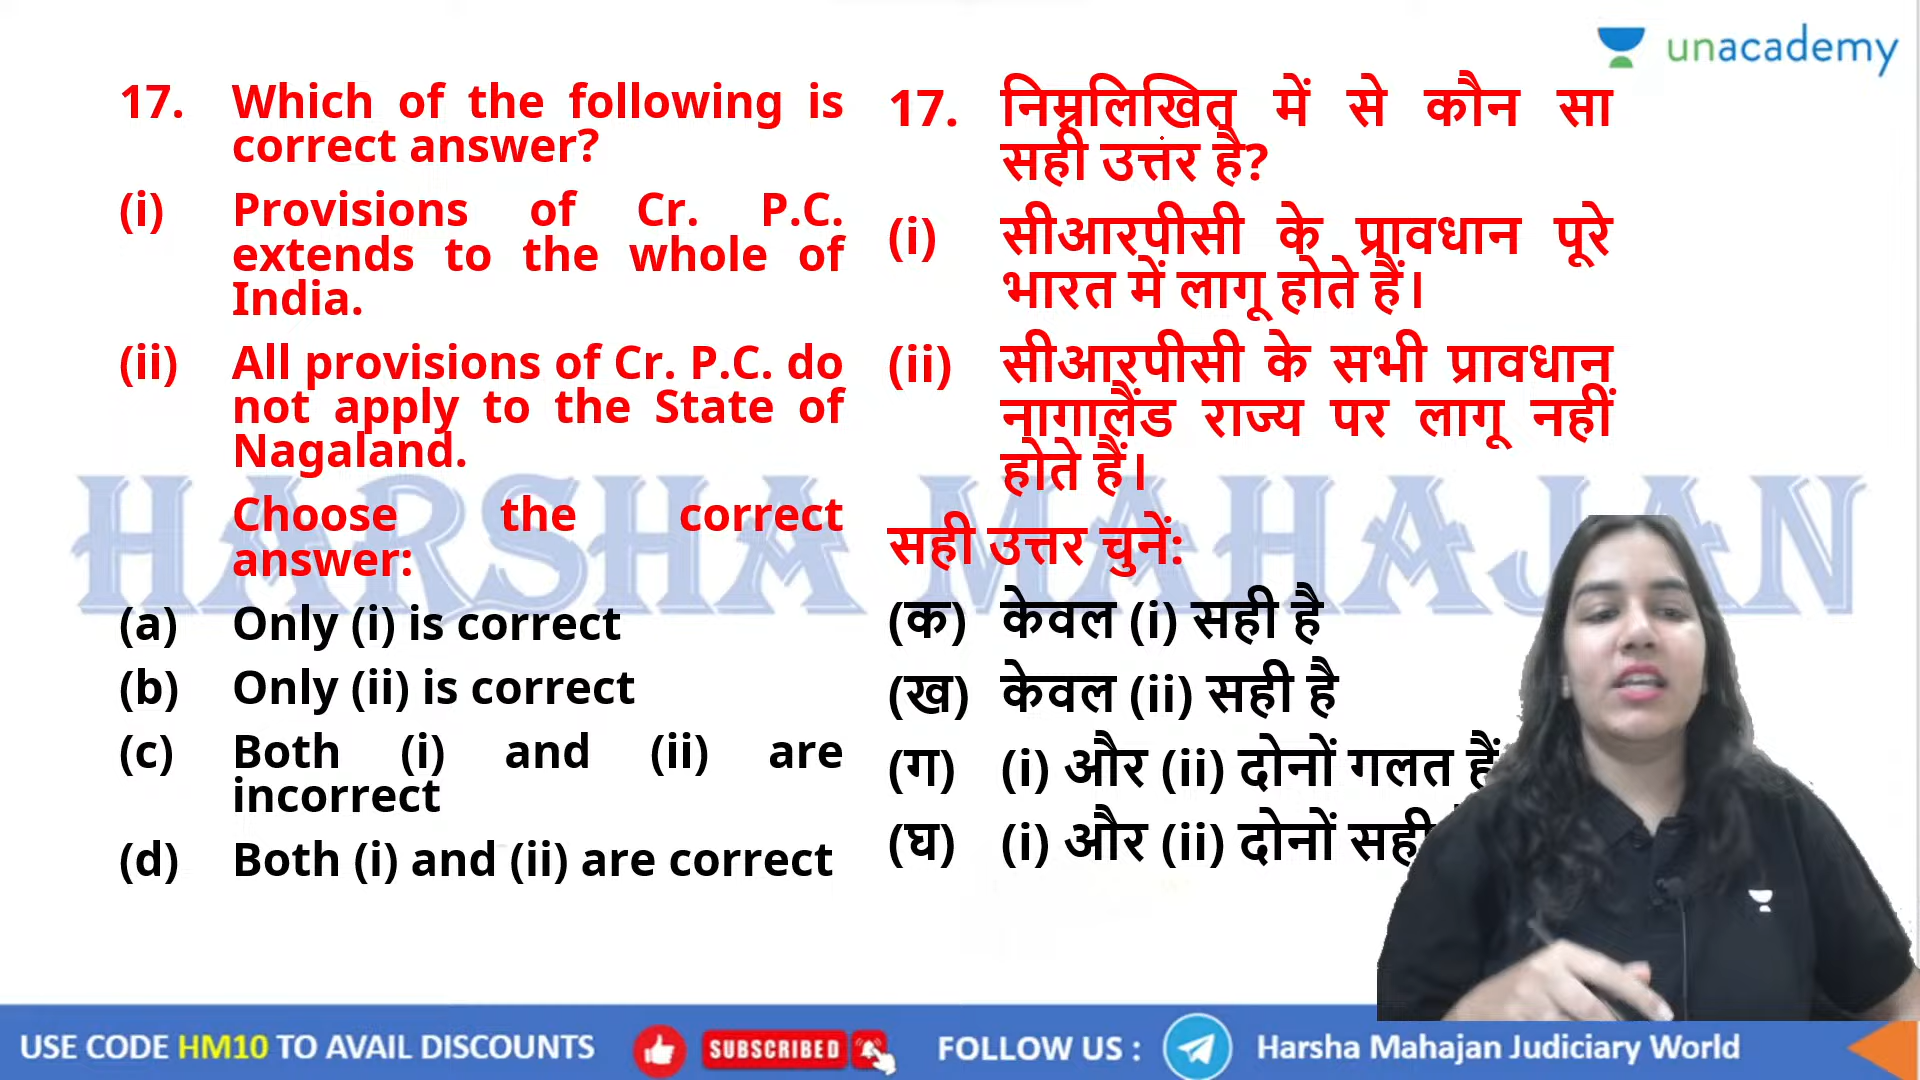 unacademy
17. Which of the following is
correct answer?
(i) Provisions of Cr. P.C.
extends to the whole of
India.
(ii) All provisions of Cr. P.C. do
not apply to the State of
Nagaland.
Choose the correct
answer:
(a) Only (i) is correct
(b) Only (ii) is correct
(c) Both (i) and (ii) are
incorrect
(d) Both (i) and (ii) are correct
17. निम्नलिखित में से कौन सा
सही उत्तर है?
(i) सीआरपीसी के प्रावधान पूरे
भारत में लागू होते हैं।
(ii) सीआरपीसी के सभी प्रावधान
नागालैंड राज्य पर लागू नहीं
होते हैं।
सही उत्तर चुनें:
(क) केवल (i) सही है
(ख) केवल (ii) सही है
(ग) (i) और (ii) दोनों गलत हैं
(घ) (i) और (ii) दोनों सही
HARSHA MAHAJAN
USE CODE HM10 TO AVAIL DISCOUNTS
SUBSCRIBED
FOLLOW US :
Harsha Mahajan Judiciary World